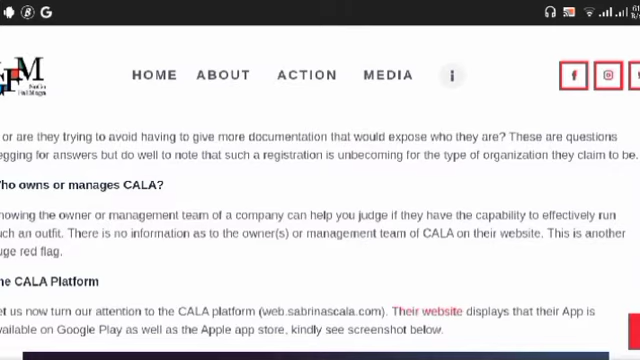 G
61
GFM
HOME ABOUT ACTION MEDIA i
or are they trying to avoid having to give more documentation that would expose who they are? These are questions
egging for answers but do well to note that such a registration is unbecoming for the type of organization they claim to be.
ho owns or manages CALA?
nowing the owner or management team of a company can help you judge if they have the capability to effectively run
uch an outfit. There is no information as to the owner(s) or management team of CALA on their website. This is another
uge red flag.
he CALA Platform
et us now turn our attention to the CALA platform (web.sabrinascala.com). Their website displays that their App is
vailable on Google Play as well as the Apple app store, kindly see screenshot below.